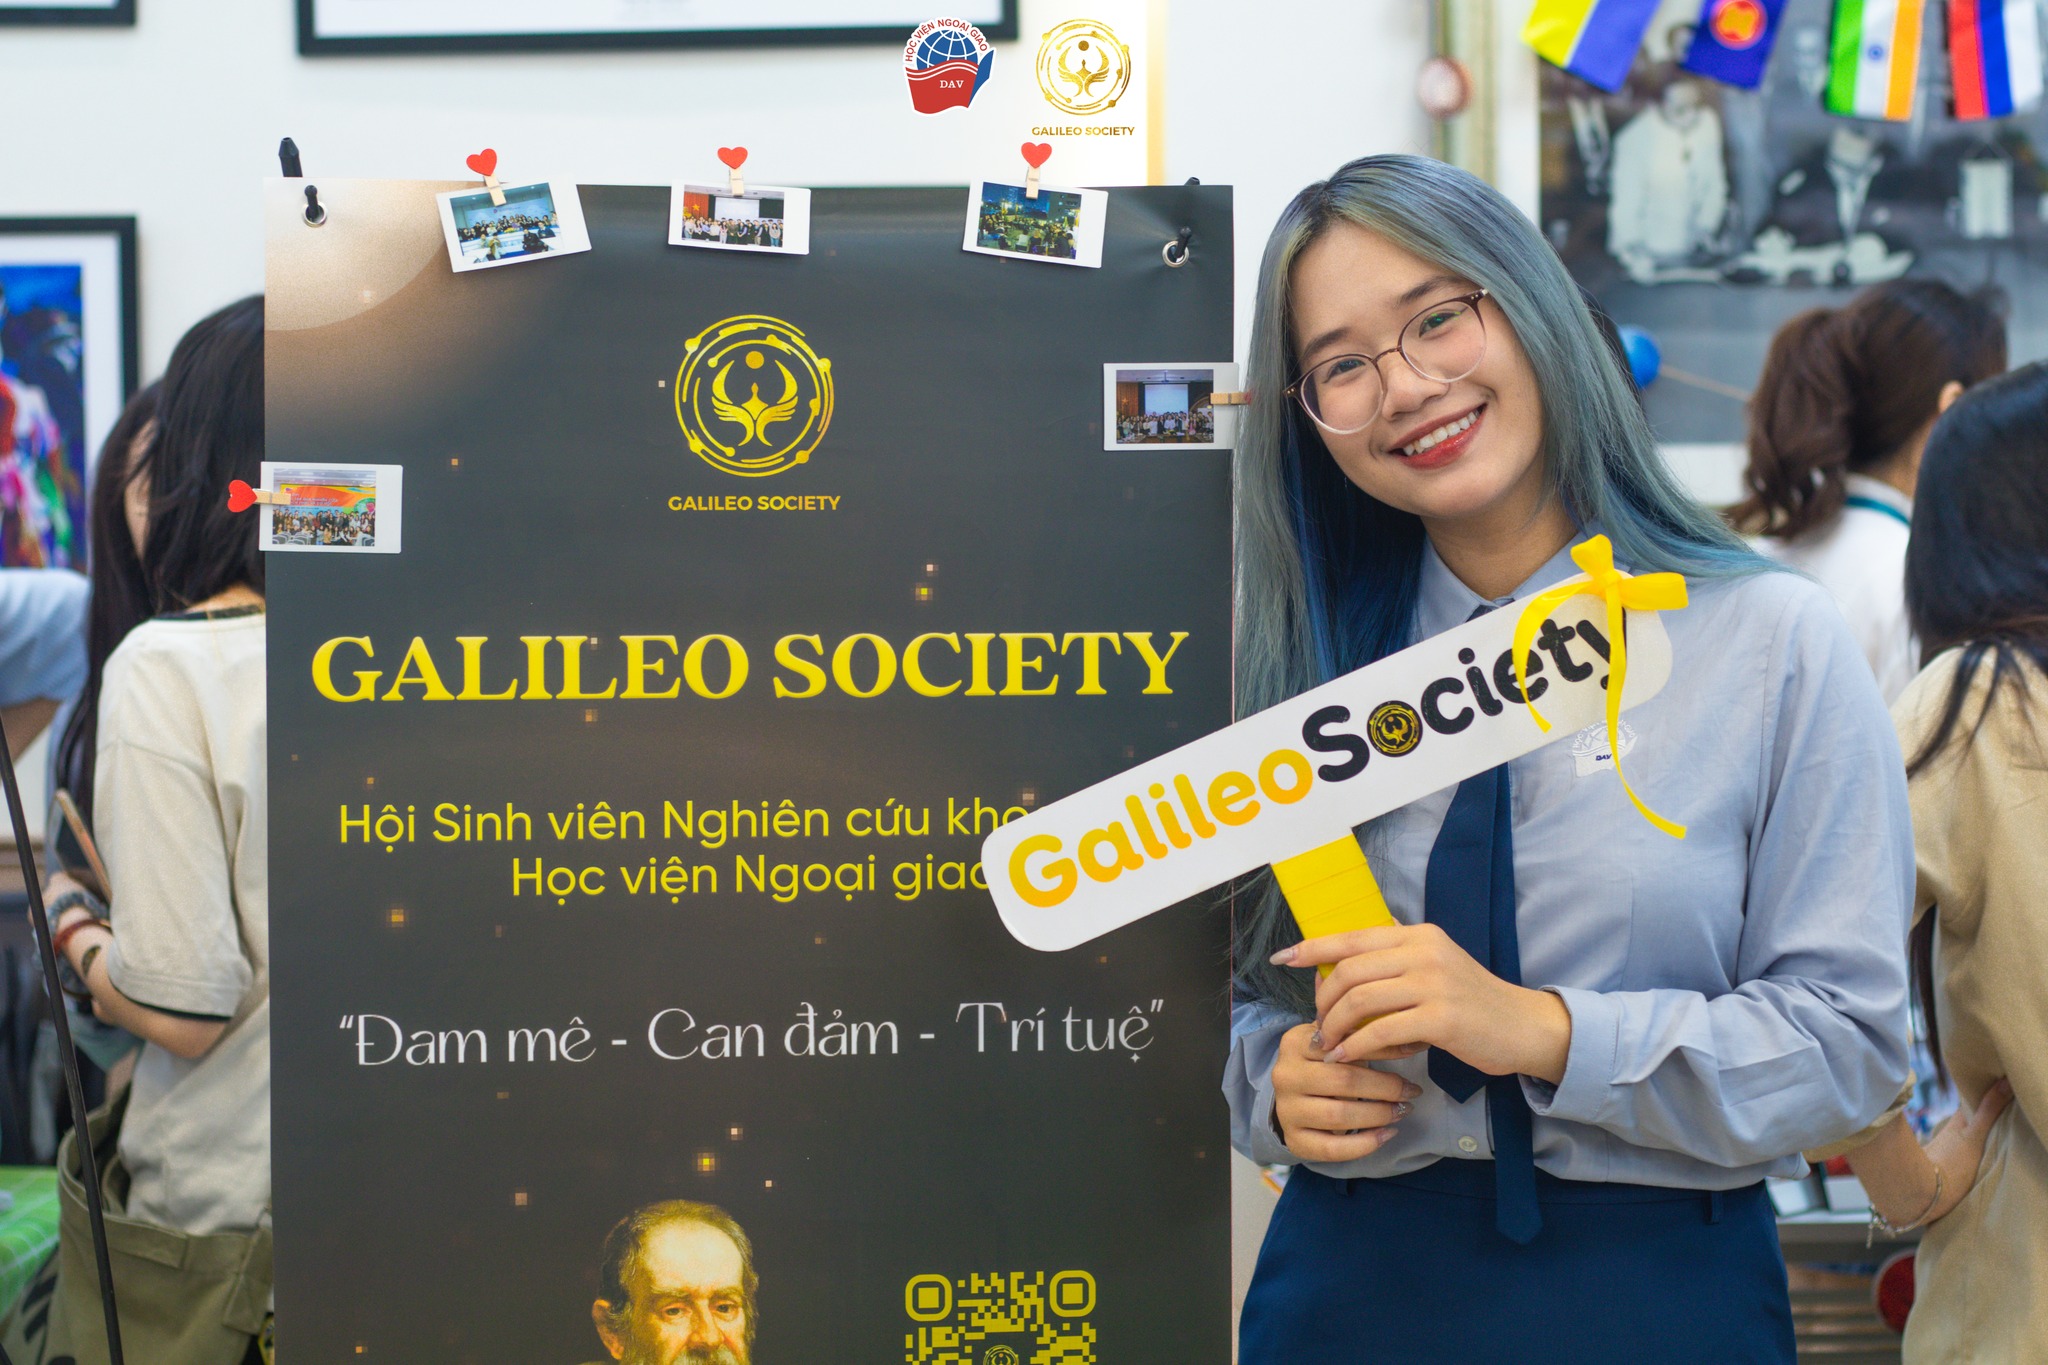 HỌC VIỆN NGOẠI GIAO
DAV
GALILEO SOCIETY
GALILEO SOCIETY
GALILEO SOCIETY
Hội Sinh viên Nghiên cứu kho
Học viện Ngoại giao
“Đam mê - Can đảm - Trí tuệ”
GalileoSociety
DAV